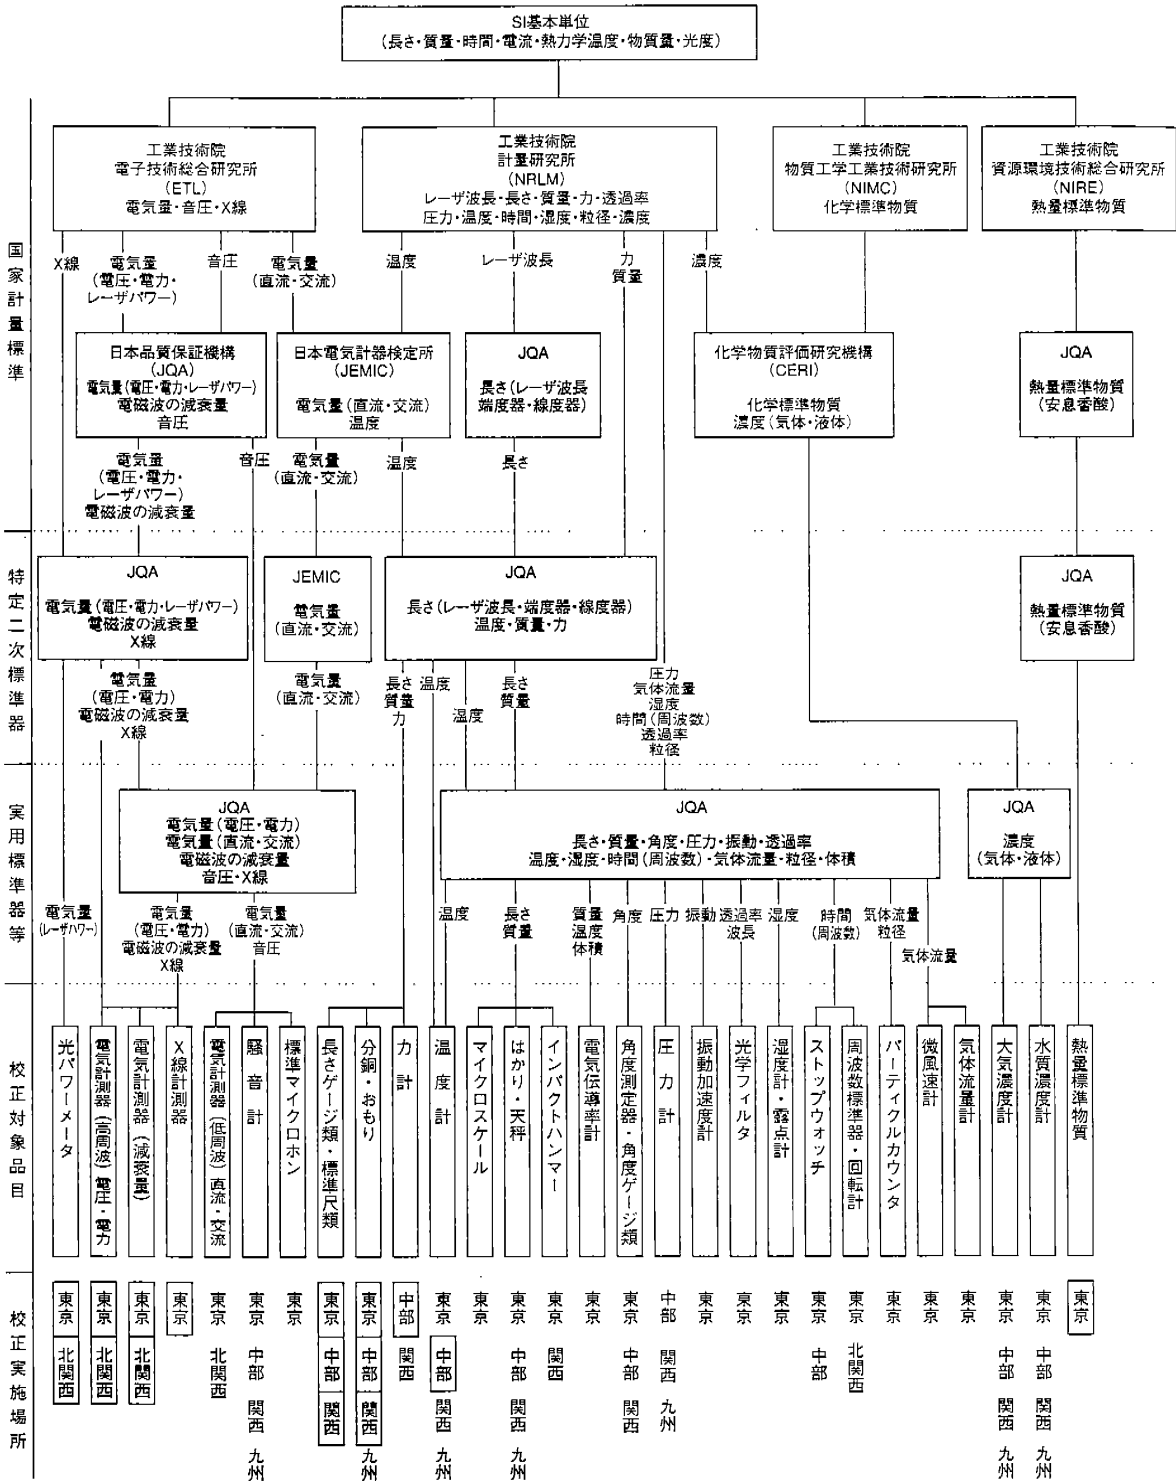 SI基本単位
(長さ・質量・時間・電流・熱力学温度・物質量・光度)
国家計量標準
工業技術院
電子技術総合研究所
(ETL)
電気量・音圧・X線
工業技術院
計量研究所
(NRLM)
レーザ波長・長さ・質量・力・透過率
圧力・温度・時間・湿度・粒径・濃度
工業技術院
物質工学工業技術研究所
(NIMC)
化学標準物質
工業技術院
資源環境技術総合研究所
(NIRE)
熱量標準物質
X線
電気量
(電圧・電力・
レーザパワー)
音圧
電気量
(直流・交流)
温度
レーザ波長
力
質量
濃度
日本品質保証機構
(JQA)
電気量(電圧・電力・レーザパワー)
電磁波の減衰量
音圧
日本電気計器検定所
(JEMIC)
電気量(直流・交流)
温度
JQA
長さ(レーザ波長
端度器・線度器)
化学物質評価研究機構
(CERI)
化学標準物質
濃度(気体・液体)
JQA
熱量標準物質
(安息香酸)
電気量
(電圧・電力・
レーザパワー)
電磁波の減衰量
音圧
電気量
(直流・交流)
温度
長さ
特定二次標準器
JQA
電気量(電圧・電力・レーザパワー)
電磁波の減衰量
X線
JEMIC
電気量
(直流・交流)
JQA
長さ(レーザ波長・端度器・線度器)
温度・質量・力
JQA
熱量標準物質
(安息香酸)
電気量
(電圧・電力)
電磁波の減衰量
X線
電気量
(直流・交流)
長さ
質量
力
温度
温度
長さ
質量
圧力
気体流量
湿度
時間(周波数)
透過率
粒径
実用標準器等
JQA
電気量(電圧・電力)
電気量(直流・交流)
電磁波の減衰量
音圧・X線
JQA
長さ・質量・角度・圧力・振動・透過率
温度・湿度・時間(周波数)・気体流量・粒径・体積
JQA
濃度
(気体・液体)
電気量
(レーザパワー)
電気量
(電圧・電力)
電磁波の減衰量
X線
電気量
(直流・交流)
音圧
温度
長さ
質量
質量
温度
体積
角度
圧力
振動
透過率
波長
湿度
時間
(周波数)
気体流量
粒径
気体流量
校正対象品目
光パワーメータ
電気計測器(高周波)電圧・電力
電気計測器(減衰量)
X線計測器
電気計測器(低周波)直流・交流
騒音計
標準マイクロホン
長さゲージ類・標準尺類
分銅・おもり
力計
温度計
マイクロスケール
はかり・天秤
インパクトハンマー
電気伝導率計
角度測定器・角度ゲージ類
圧力計
振動加速度計
光学フィルタ
湿度計・露点計
ストップウォッチ
周波数標準器・回転計
パーティクルカウンタ
微風速計
気体流量計
大気濃度計
水質濃度計
熱量標準物質
校正実施場所
東京 北関西
東京 北関西
東京 北関西
東京
東京 北関西
東京 中部 関西 九州
東京
東京 中部 関西
東京 中部 関西 九州
中部 関西
東京 中部 関西 九州
東京
東京 中部 関西 九州
東京 関西
東京
東京 中部 関西
中部 関西 九州
東京
東京
東京
東京 中部
東京 北関西
東京
東京
東京
東京 中部 関西 九州
東京 中部 関西 九州
東京